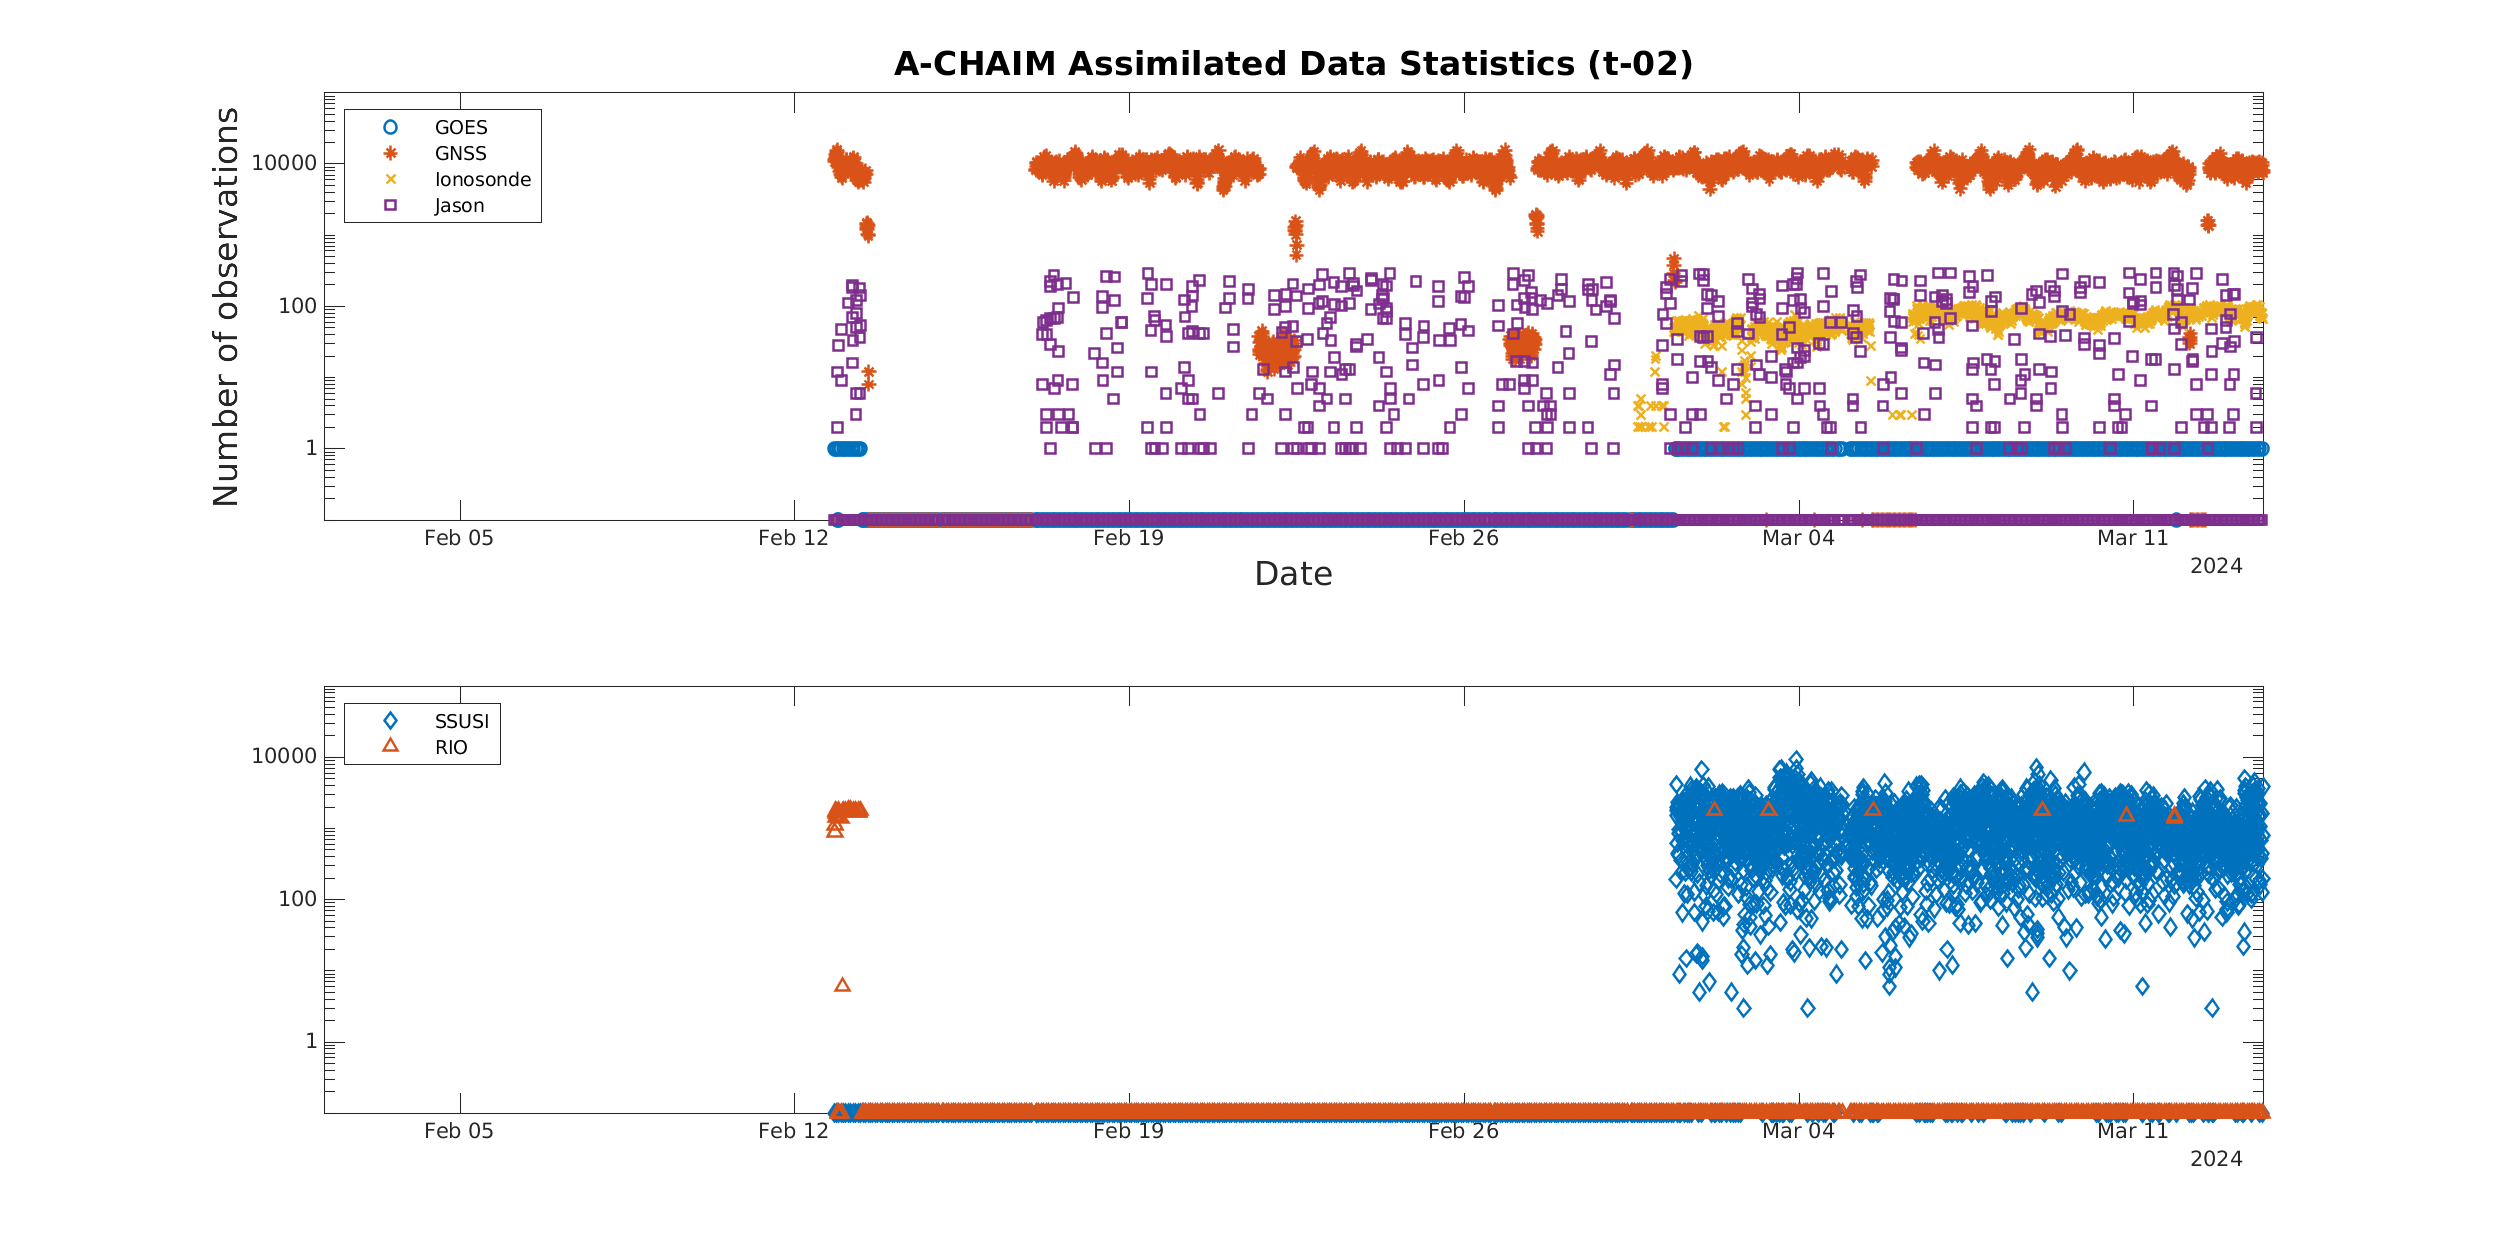 A-CHAIM Assimilated Data Statistics (t-02)
Number of observations
10000
100
1
GOES
GNSS
Ionosonde
Jason
Feb 05 Feb 12 Feb 19 Feb 26 Mar 04 Mar 11
2024
Date
10000
100
1
SSUSI
RIO
Feb 05 Feb 12 Feb 19 Feb 26 Mar 04 Mar 11
2024